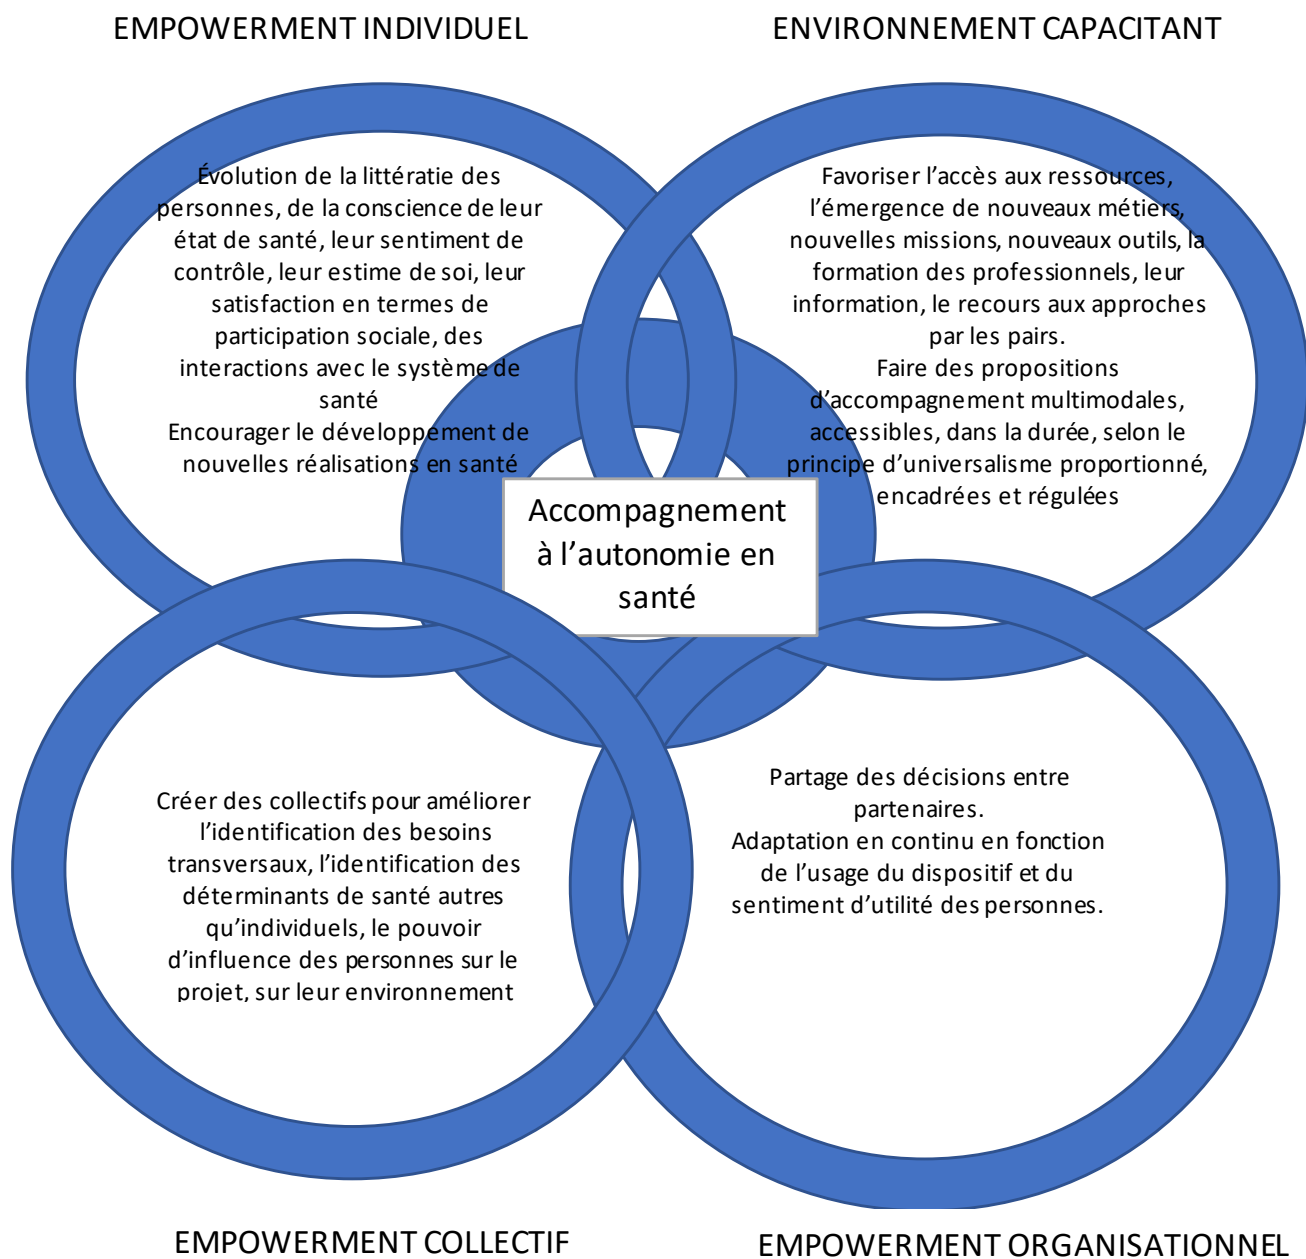 EMPOWERMENT INDIVIDUEL
ENVIRONNEMENT CAPACITANT
Évolution de la littératie des
personnes, de la conscience de leur
état de santé, leur sentiment de
contrôle, leur estime de soi, leur
satisfaction en termes de
participation sociale, des
interactions avec le système de
santé
Encourager le développement de
nouvelles réalisations en santé
Favoriser l’accès aux ressources,
l’émergence de nouveaux métiers,
nouvelles missions, nouveaux outils, la
formation des professionnels, leur
information, le recours aux approches
par les pairs.
Faire des propositions
d’accompagnement multimodales,
accessibles, dans la durée, selon le
principe d’universalisme proportionné,
encadrées et régulées
Accompagnement
à l’autonomie en
santé
Créer des collectifs pour améliorer
l’identification des besoins
transversaux, l’identification des
déterminants de santé autres
qu’individuels, le pouvoir
d’influence des personnes sur le
projet, sur leur environnement
Partage des décisions entre
partenaires.
Adaptation en continu en fonction
de l’usage du dispositif et du
sentiment d’utilité des personnes.
EMPOWERMENT COLLECTIF
EMPOWERMENT ORGANISATIONNEL